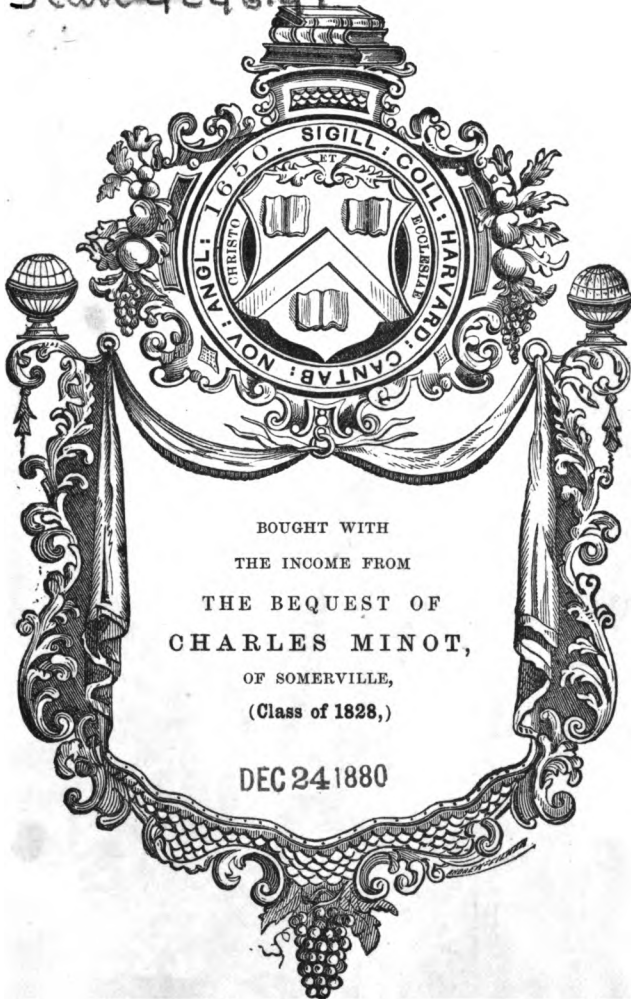 SIGILL: COLL: HARVARD: CANTAB: NOV: ANGL: 1650.
CHRISTO ET ECCLESIAE
BOUGHT WITH
THE INCOME FROM
THE BEQUEST OF
CHARLES MINOT,
OF SOMERVILLE,
(Class of 1828,)
DEC 24 1880